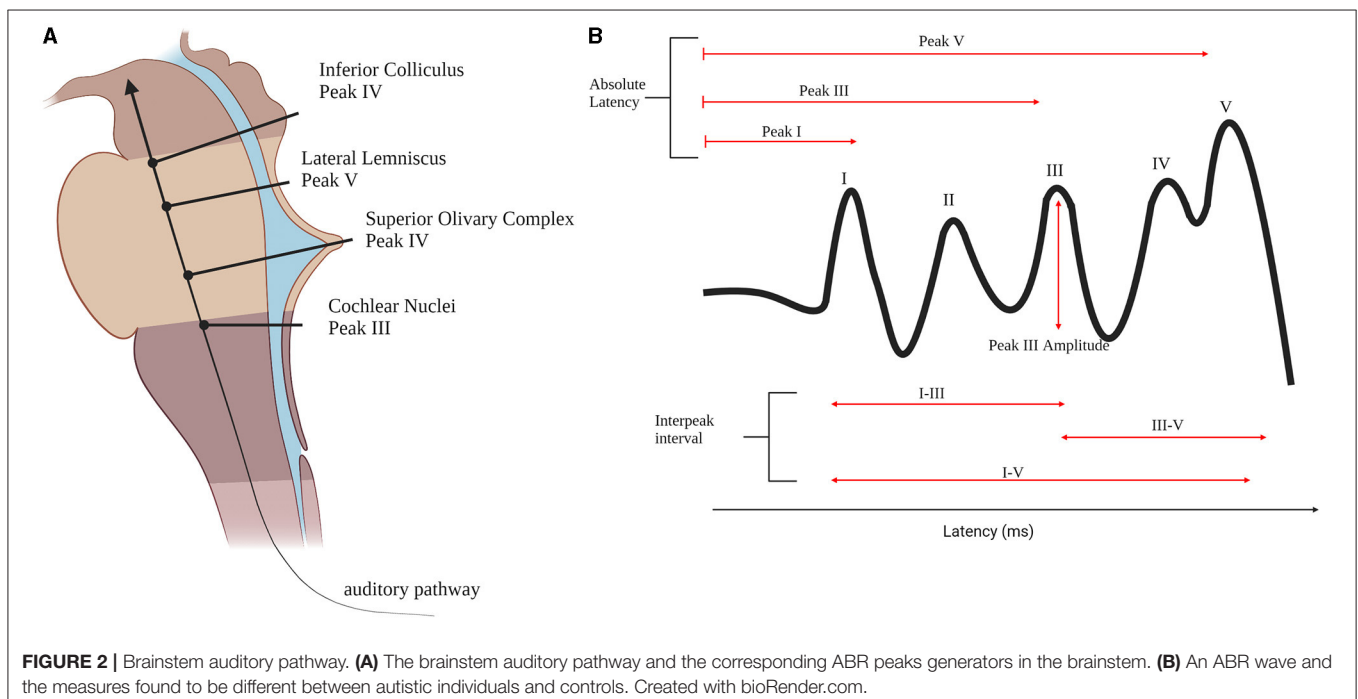 A
Inferior Colliculus
Peak IV
Lateral Lemniscus
Peak V
Superior Olivary Complex
Peak IV
Cochlear Nuclei
Peak III
auditory pathway
B
Absolute
Latency
Peak V
Peak III
Peak I
I
II
III
IV
V
Peak III Amplitude
Interpeak
interval
I-III
III-V
I-V
Latency (ms)
FIGURE 2 | Brainstem auditory pathway. (A) The brainstem auditory pathway and the corresponding ABR peaks generators in the brainstem. (B) An ABR wave and
the measures found to be different between autistic individuals and controls. Created with bioRender.com.